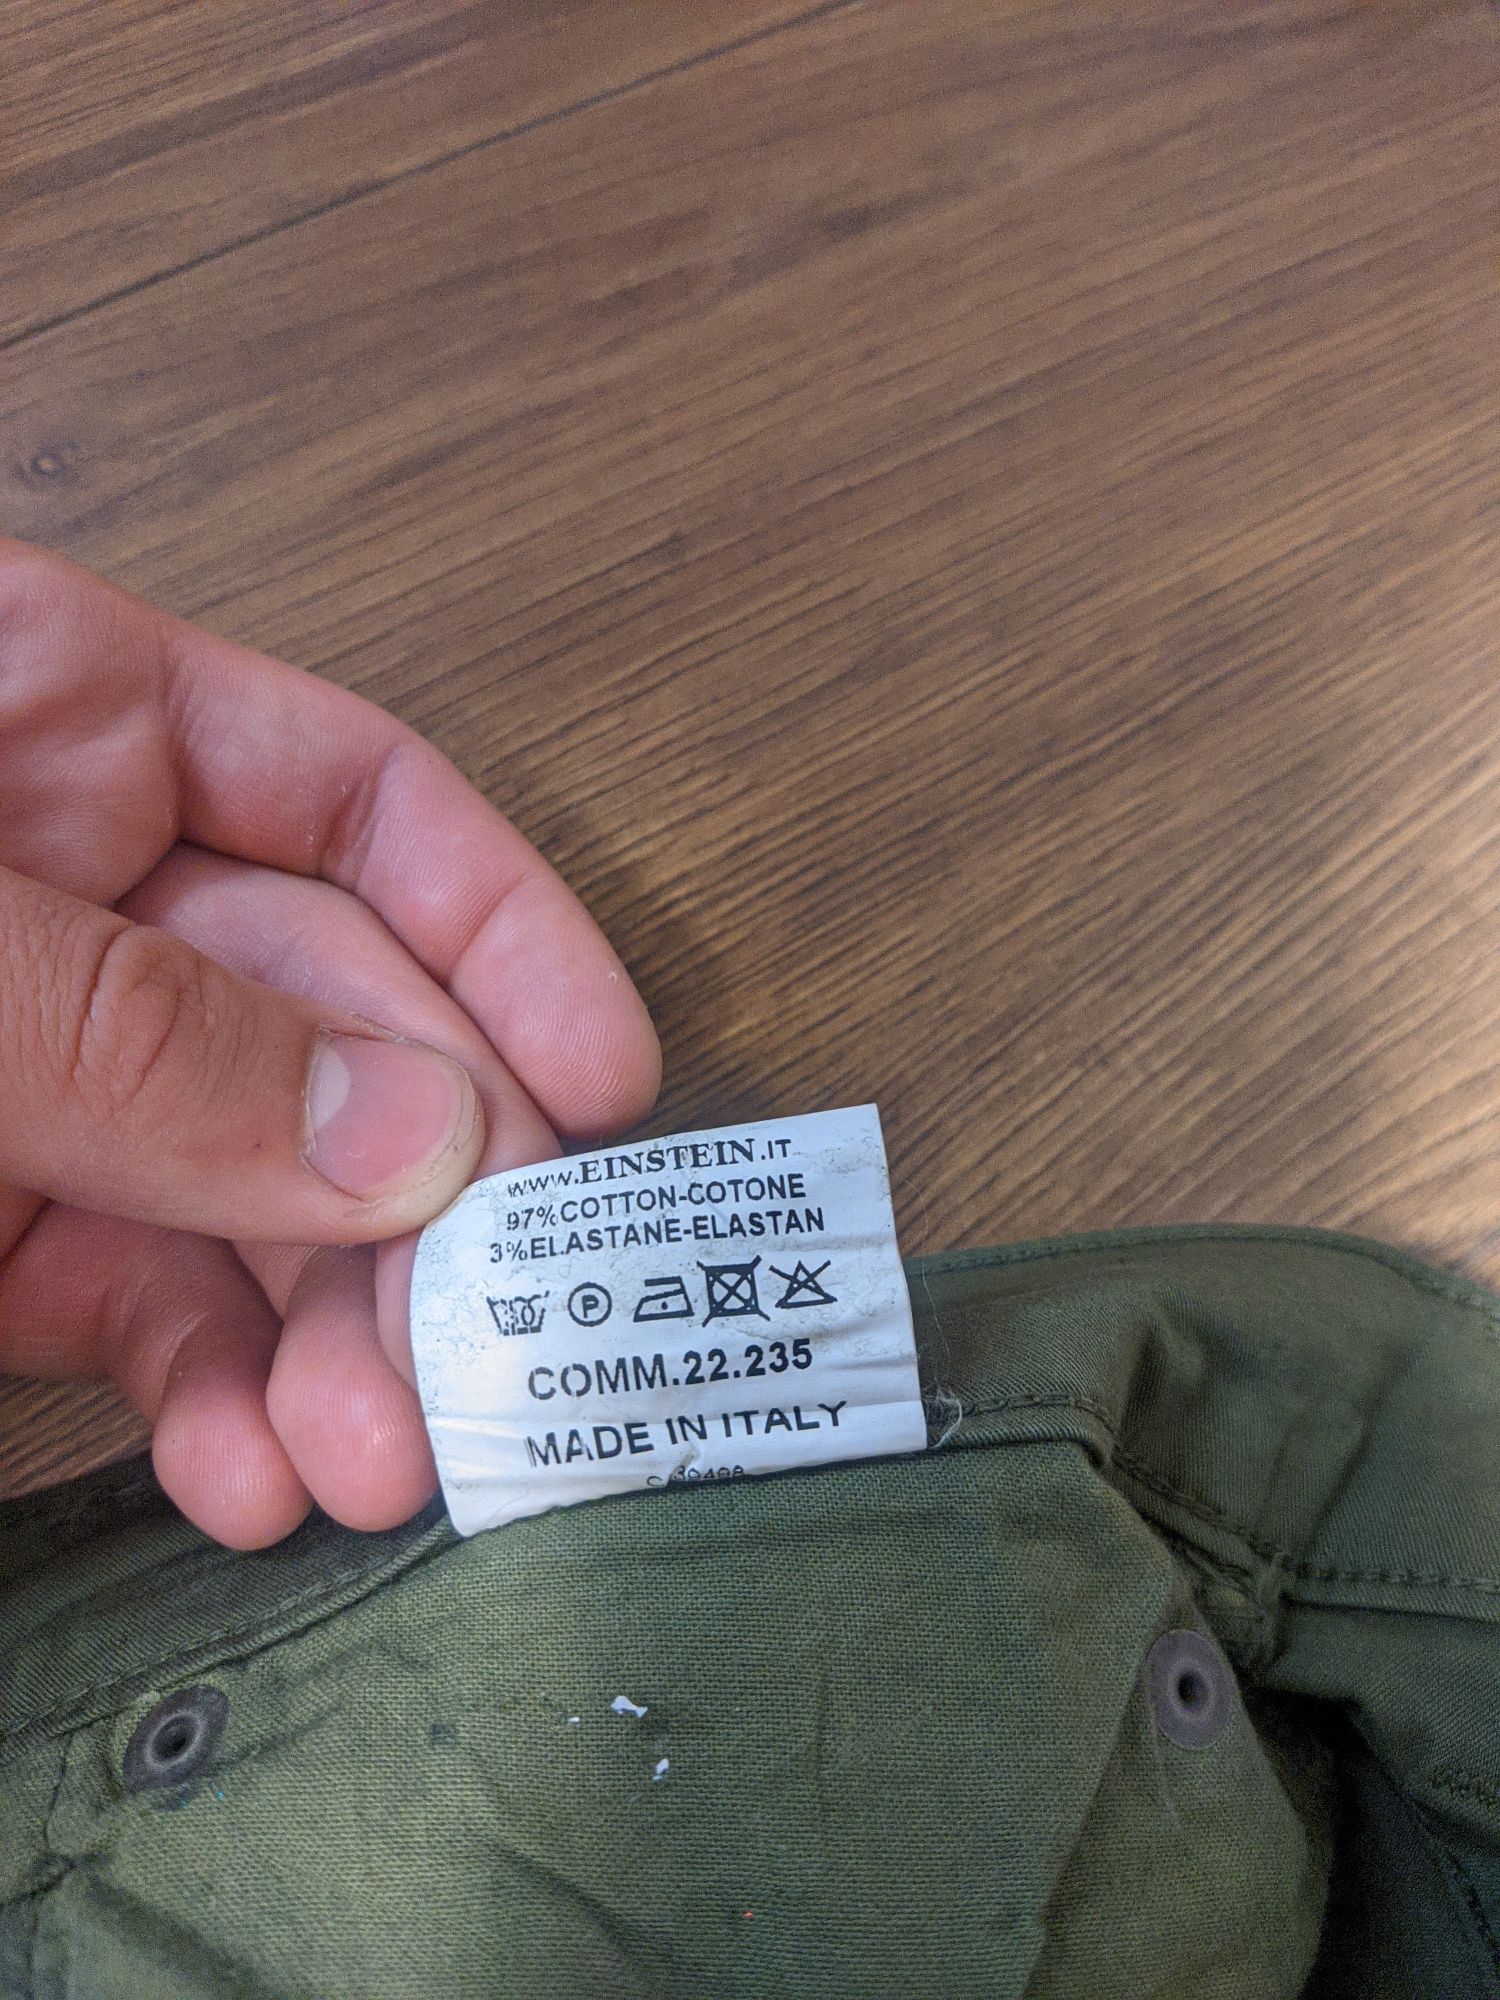 www.EINSTEIN.IT
97%COTTON-COTONE
3%ELASTANE-ELASTAN
P
COMM.22.235
MADE IN ITALY